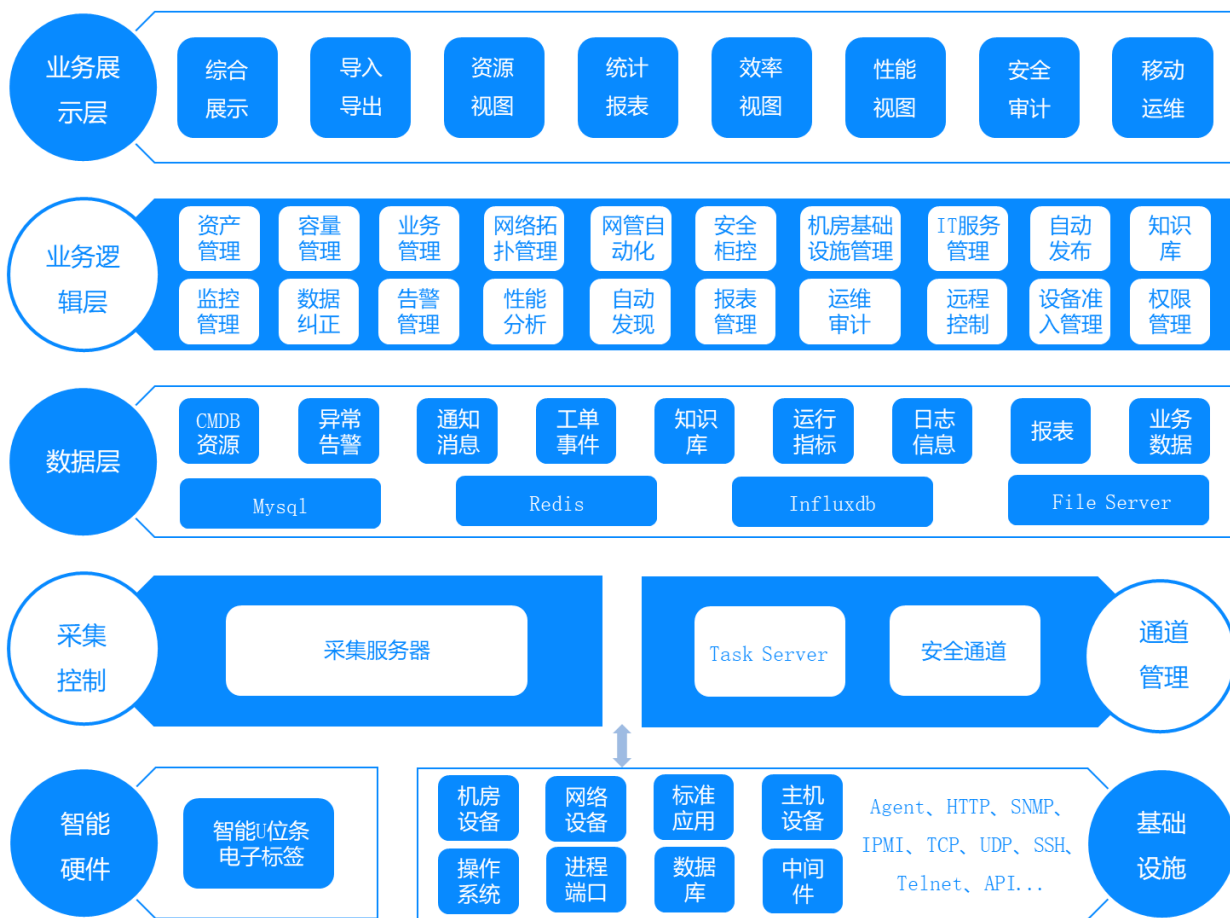 业务展
示层
综合
展示
导入
导出
资源
视图
统计
报表
效率
视图
性能
视图
安全
审计
移动
运维
业务逻
辑层
资产
管理
容量
管理
业务
管理
网络拓
扑管理
网管自
动化
安全
柜控
机房基础
设施管理
IT服务
管理
自动
发布
知识
库
监控
管理
数据
纠正
告警
管理
性能
分析
自动
发现
报表
管理
运维
审计
远程
控制
设备准
入管理
权限
管理
数据层
CMDB
资源
异常
告警
通知
消息
工单
事件
知识
库
运行
指标
日志
信息
报表
业务
数据
Mysql
Redis
Influxdb
File Server
采集
控制
采集服务器
Task Server
安全通道
通道
管理
智能
硬件
智能U位条
电子标签
机房
设备
网络
设备
标准
应用
主机
设备
操作
系统
进程
端口
数据
库
中间
件
Agent、HTTP、SNMP、
IPMI、TCP、UDP、SSH、
Telnet、API...
基础
设施